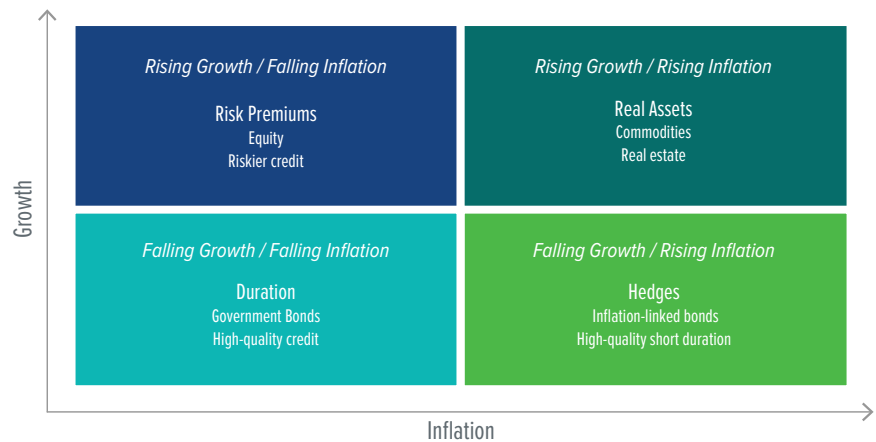 Growth
Rising Growth / Falling Inflation
Risk Premiums
Equity
Riskier credit
Rising Growth / Rising Inflation
Real Assets
Commodities
Real estate
Falling Growth / Falling Inflation
Duration
Government Bonds
High-quality credit
Falling Growth / Rising Inflation
Hedges
Inflation-linked bonds
High-quality short duration
Inflation